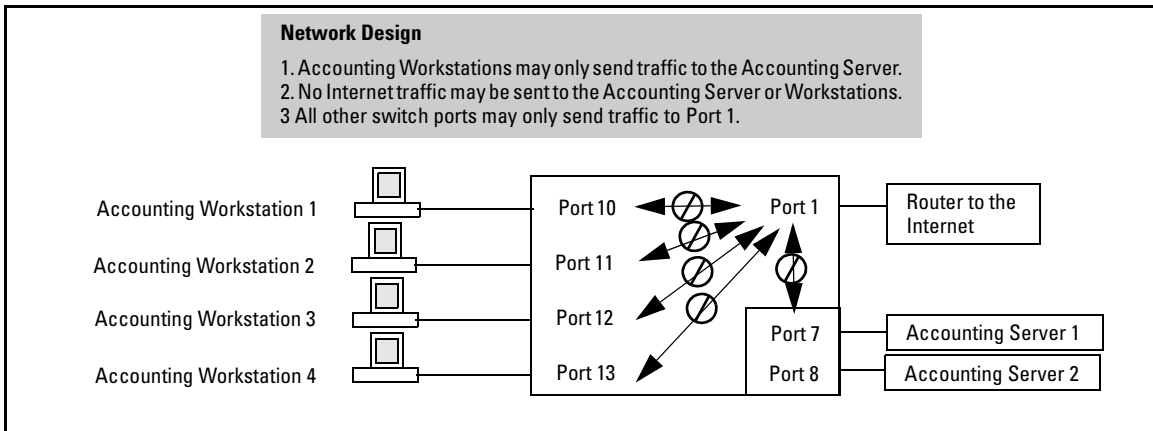 Network Design
1. Accounting Workstations may only send traffic to the Accounting Server.
2. No Internet traffic may be sent to the Accounting Server or Workstations.
3 All other switch ports may only send traffic to Port 1.
Accounting Workstation 1
Port 10
Port 1
Router to the
Internet
Accounting Workstation 2
Port 11
Accounting Workstation 3
Port 12
Port 7
Accounting Server 1
Accounting Workstation 4
Port 13
Port 8
Accounting Server 2